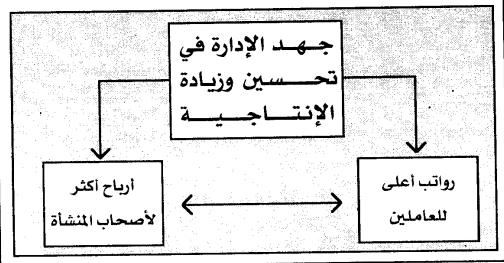 جهد الإدارة في
تحسين وزيادة
الإنتاجية
رواتب أعلى
للعاملين
أرباح أكثر
لأصحاب المنشأة